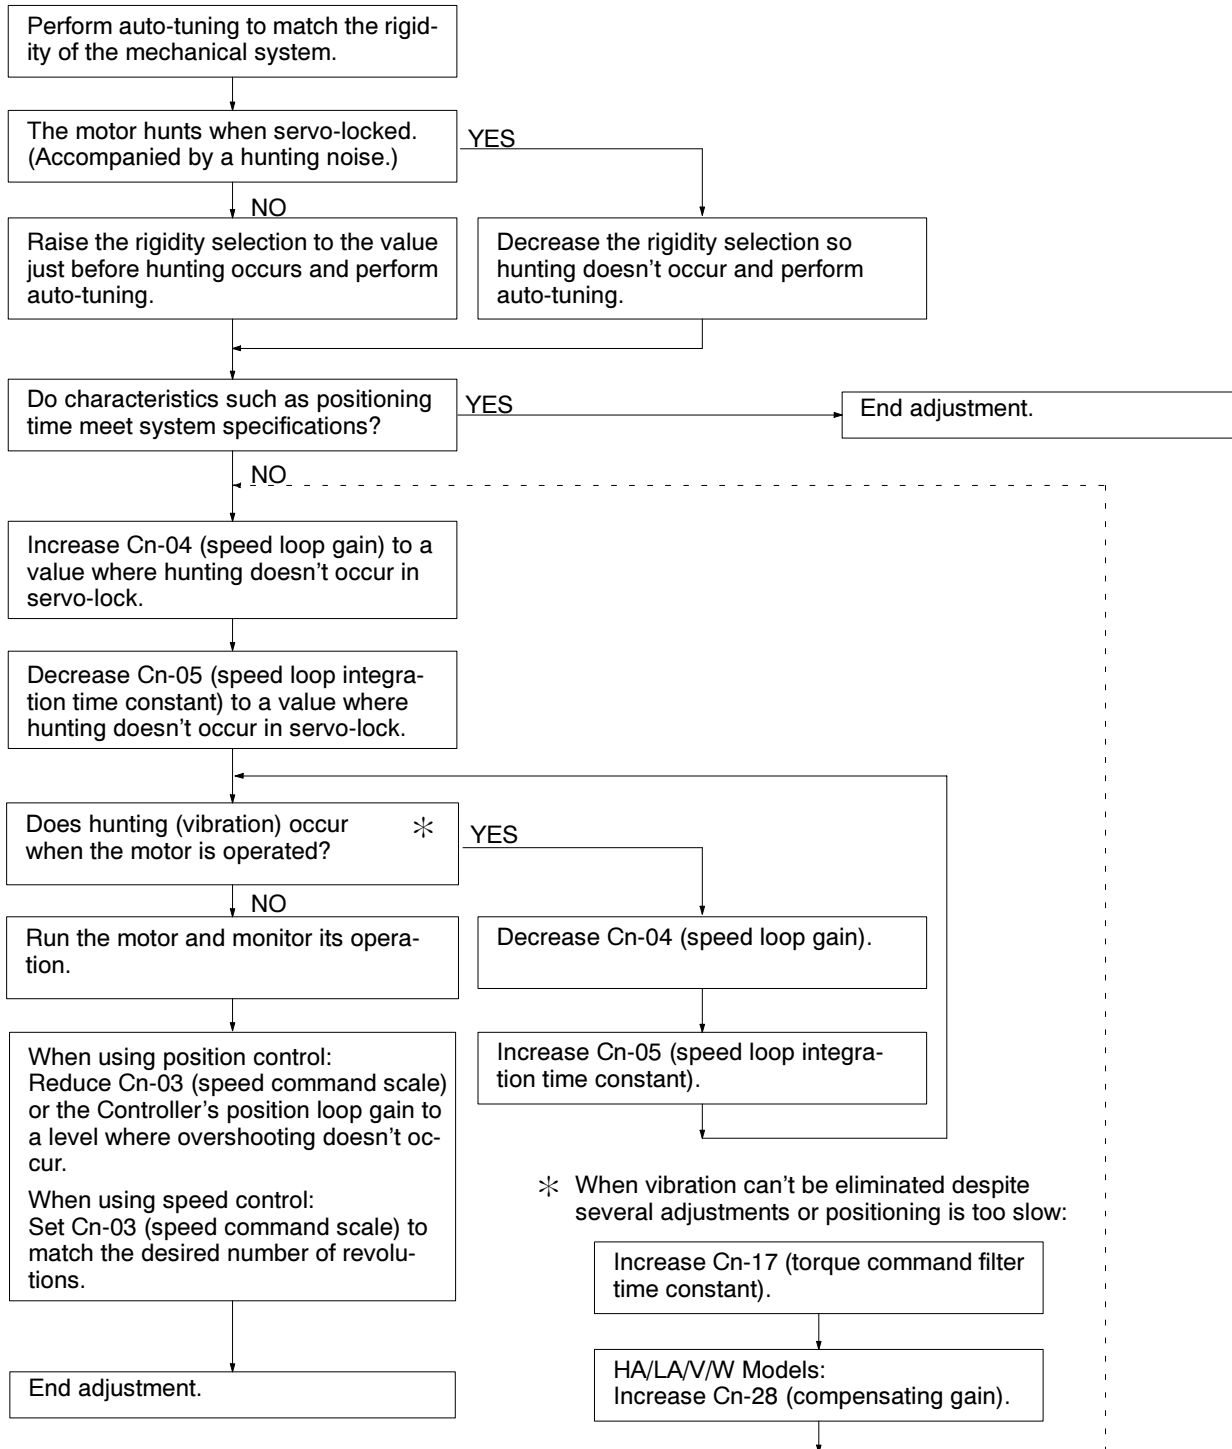 Perform auto-tuning to match the rigid-
ity of the mechanical system.
The motor hunts when servo-locked.
(Accompanied by a hunting noise.)
YES
NO
Raise the rigidity selection to the value
just before hunting occurs and perform
auto-tuning.
Decrease the rigidity selection so
hunting doesn't occur and perform
auto-tuning.
Do characteristics such as positioning
time meet system specifications?
YES
End adjustment.
NO
Increase Cn-04 (speed loop gain) to a
value where hunting doesn't occur in
servo-lock.
Decrease Cn-05 (speed loop integra-
tion time constant) to a value where
hunting doesn't occur in servo-lock.
Does hunting (vibration) occur *
when the motor is operated?
YES
NO
Run the motor and monitor its opera-
tion.
Decrease Cn-04 (speed loop gain).
Increase Cn-05 (speed loop integra-
tion time constant).
When using position control:
Reduce Cn-03 (speed command scale)
or the Controller's position loop gain to
a level where overshooting doesn't oc-
cur.
When using speed control:
Set Cn-03 (speed command scale) to
match the desired number of revolu-
tions.
End adjustment.
* When vibration can't be eliminated despite
several adjustments or positioning is too slow:
Increase Cn-17 (torque command filter
time constant).
HA/LA/V/W Models:
Increase Cn-28 (compensating gain).